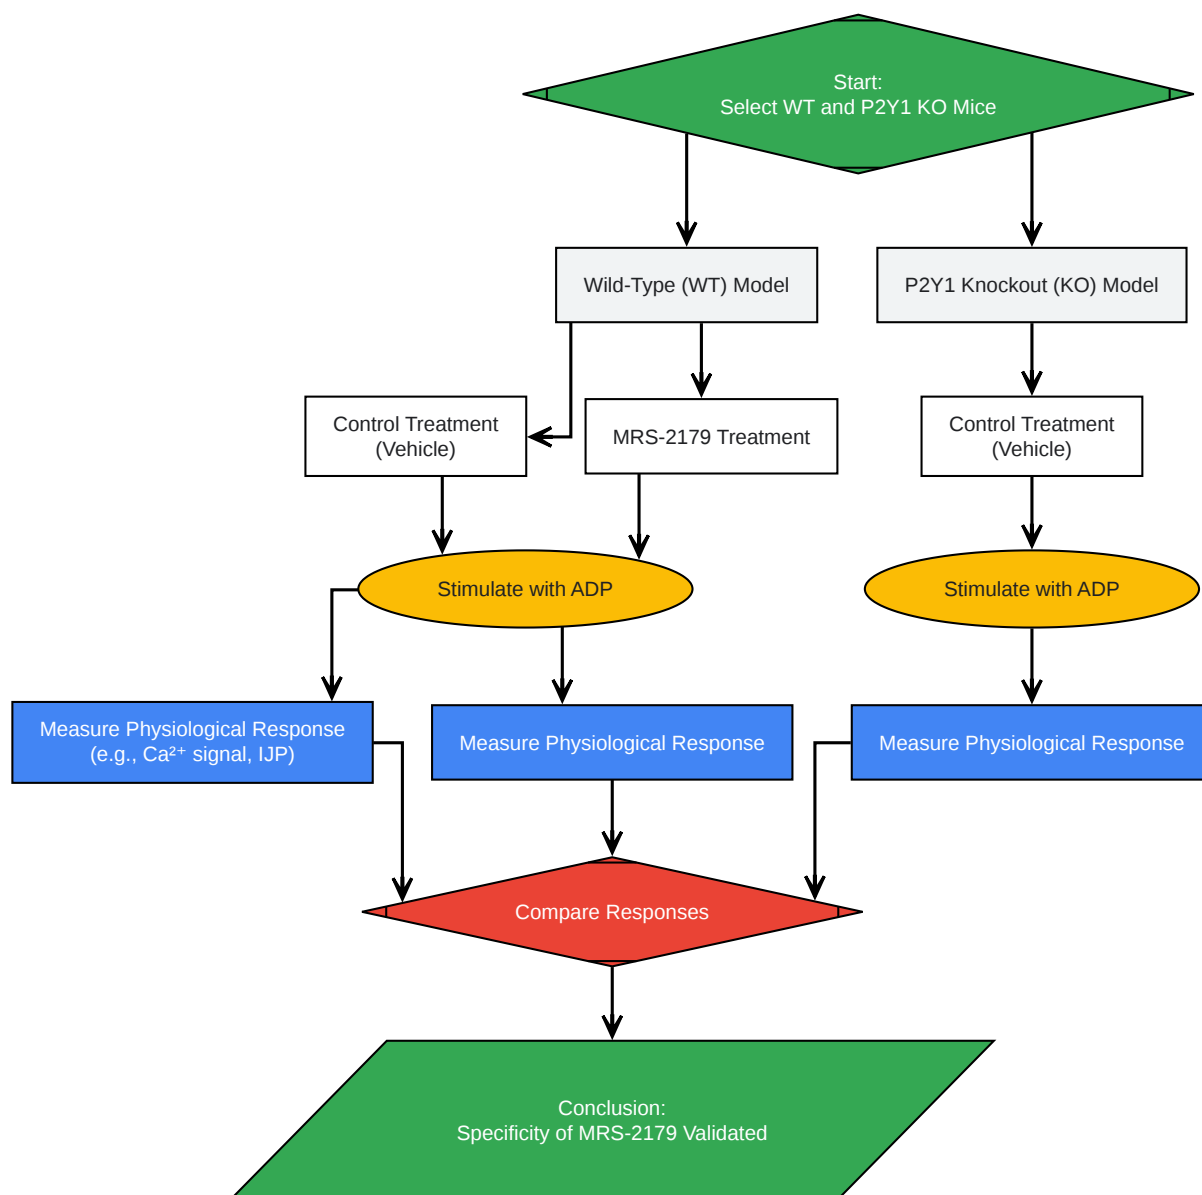 Start:
Select WT and P2Y1 KO Mice
Wild-Type (WT) Model
P2Y1 Knockout (KO) Model
Control Treatment
(Vehicle)
MRS-2179 Treatment
Control Treatment
(Vehicle)
Stimulate with ADP
Stimulate with ADP
Measure Physiological Response
(e.g., Ca²⁺ signal, IJP)
Measure Physiological Response
Measure Physiological Response
Compare Responses
Conclusion:
Specificity of MRS-2179 Validated